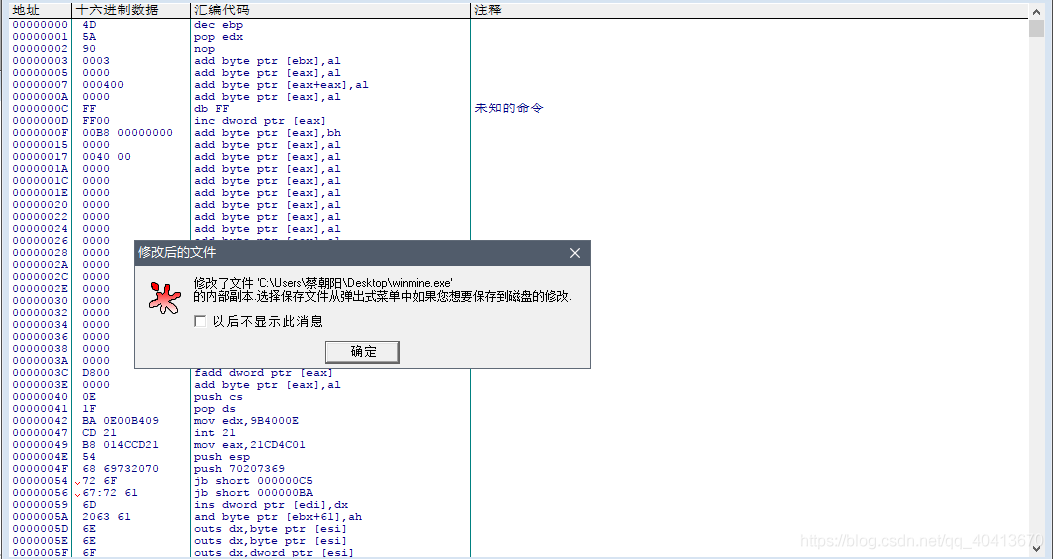 地址 十六进制数据 汇编代码 注释
00000000 4D dec ebp
00000001 5A pop edx
00000002 90 nop
00000003 0003 add byte ptr [ebx],al
00000005 0000 add byte ptr [eax],al
00000007 000400 add byte ptr [eax+eax],al
0000000A 0000 add byte ptr [eax],al
0000000C FF db FF 未知的命令
0000000D FF00 inc dword ptr [eax]
0000000F 00B8 00000000 add byte ptr [eax],bh
00000015 0000 add byte ptr [eax],al
00000017 0040 00 add byte ptr [eax],al
0000001A 0000 add byte ptr [eax],al
0000001C 0000 add byte ptr [eax],al
0000001E 0000 add byte ptr [eax],al
00000020 0000 add byte ptr [eax],al
00000022 0000 add byte ptr [eax],al
00000024 0000 add byte ptr [eax],al
00000026 0000 add byte ptr [eax],al
00000028 0000
0000002A 0000
0000002C 0000
0000002E 0000
00000030 0000
00000032 0000
00000034 0000
00000036 0000
00000038 0000
0000003A 0000
修改后的文件
修改了文件 'C:\Users\蔡朝阳\Desktop\winmine.exe'
的内部副本.选择保存文件从弹出式菜单中如果您想要保存到磁盘的修改.
以后不显示此消息
确定
0000003C D800 fadd dword ptr [eax]
0000003E 0000 add byte ptr [eax],al
00000040 0E push cs
00000041 1F pop ds
00000042 BA 0E00B409 mov edx,9B4000E
00000047 CD 21 int 21
00000049 B8 014CCD21 mov eax,21CD4C01
0000004E 54 push esp
0000004F 68 69732070 push 70207369
00000054 72 6F jb short 000000C5
00000056 67:72 61 jb short 000000BA
00000059 6D ins dword ptr [edi],dx
0000005A 2063 61 and byte ptr [ebx+61],ah
0000005D 6E outs dx,byte ptr [esi]
0000005E 6E outs dx,byte ptr [esi]
0000005F 6F outs dx,dword ptr [esi]
https://blog.csdn.net/qq_40413670